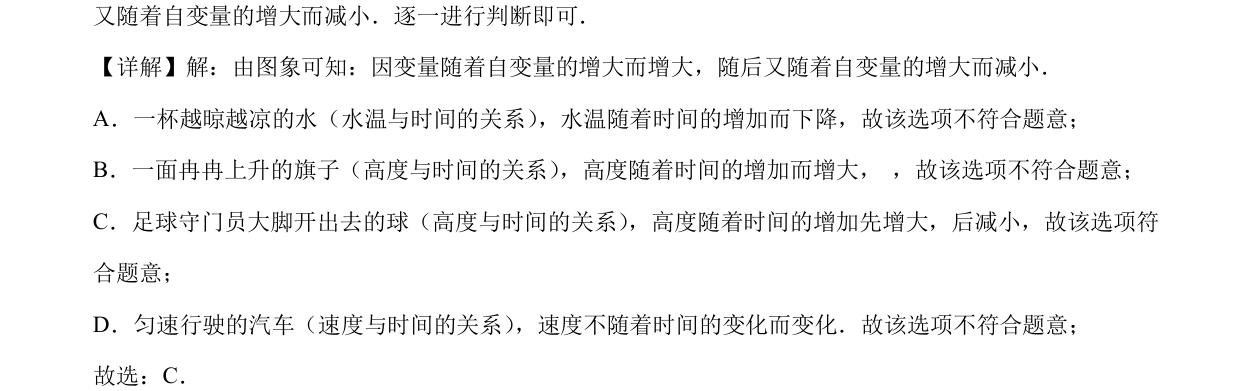 又随着自变量的增大而减小．逐一进行判断即可．
【详解】解：由图象可知：因变量随着自变量的增大而增大，随后又随着自变量的增大而减小．
A．一杯越晾越凉的水（水温与时间的关系），水温随着时间的增加而下降，故该选项不符合题意；
B．一面冉冉上升的旗子（高度与时间的关系），高度随着时间的增加而增大， ，故该选项不符合题意；
C．足球守门员大脚开出去的球（高度与时间的关系），高度随着时间的增加先增大，后减小，故该选项符
合题意；
D．匀速行驶的汽车（速度与时间的关系），速度不随着时间的变化而变化．故该选项不符合题意；
故选：C．